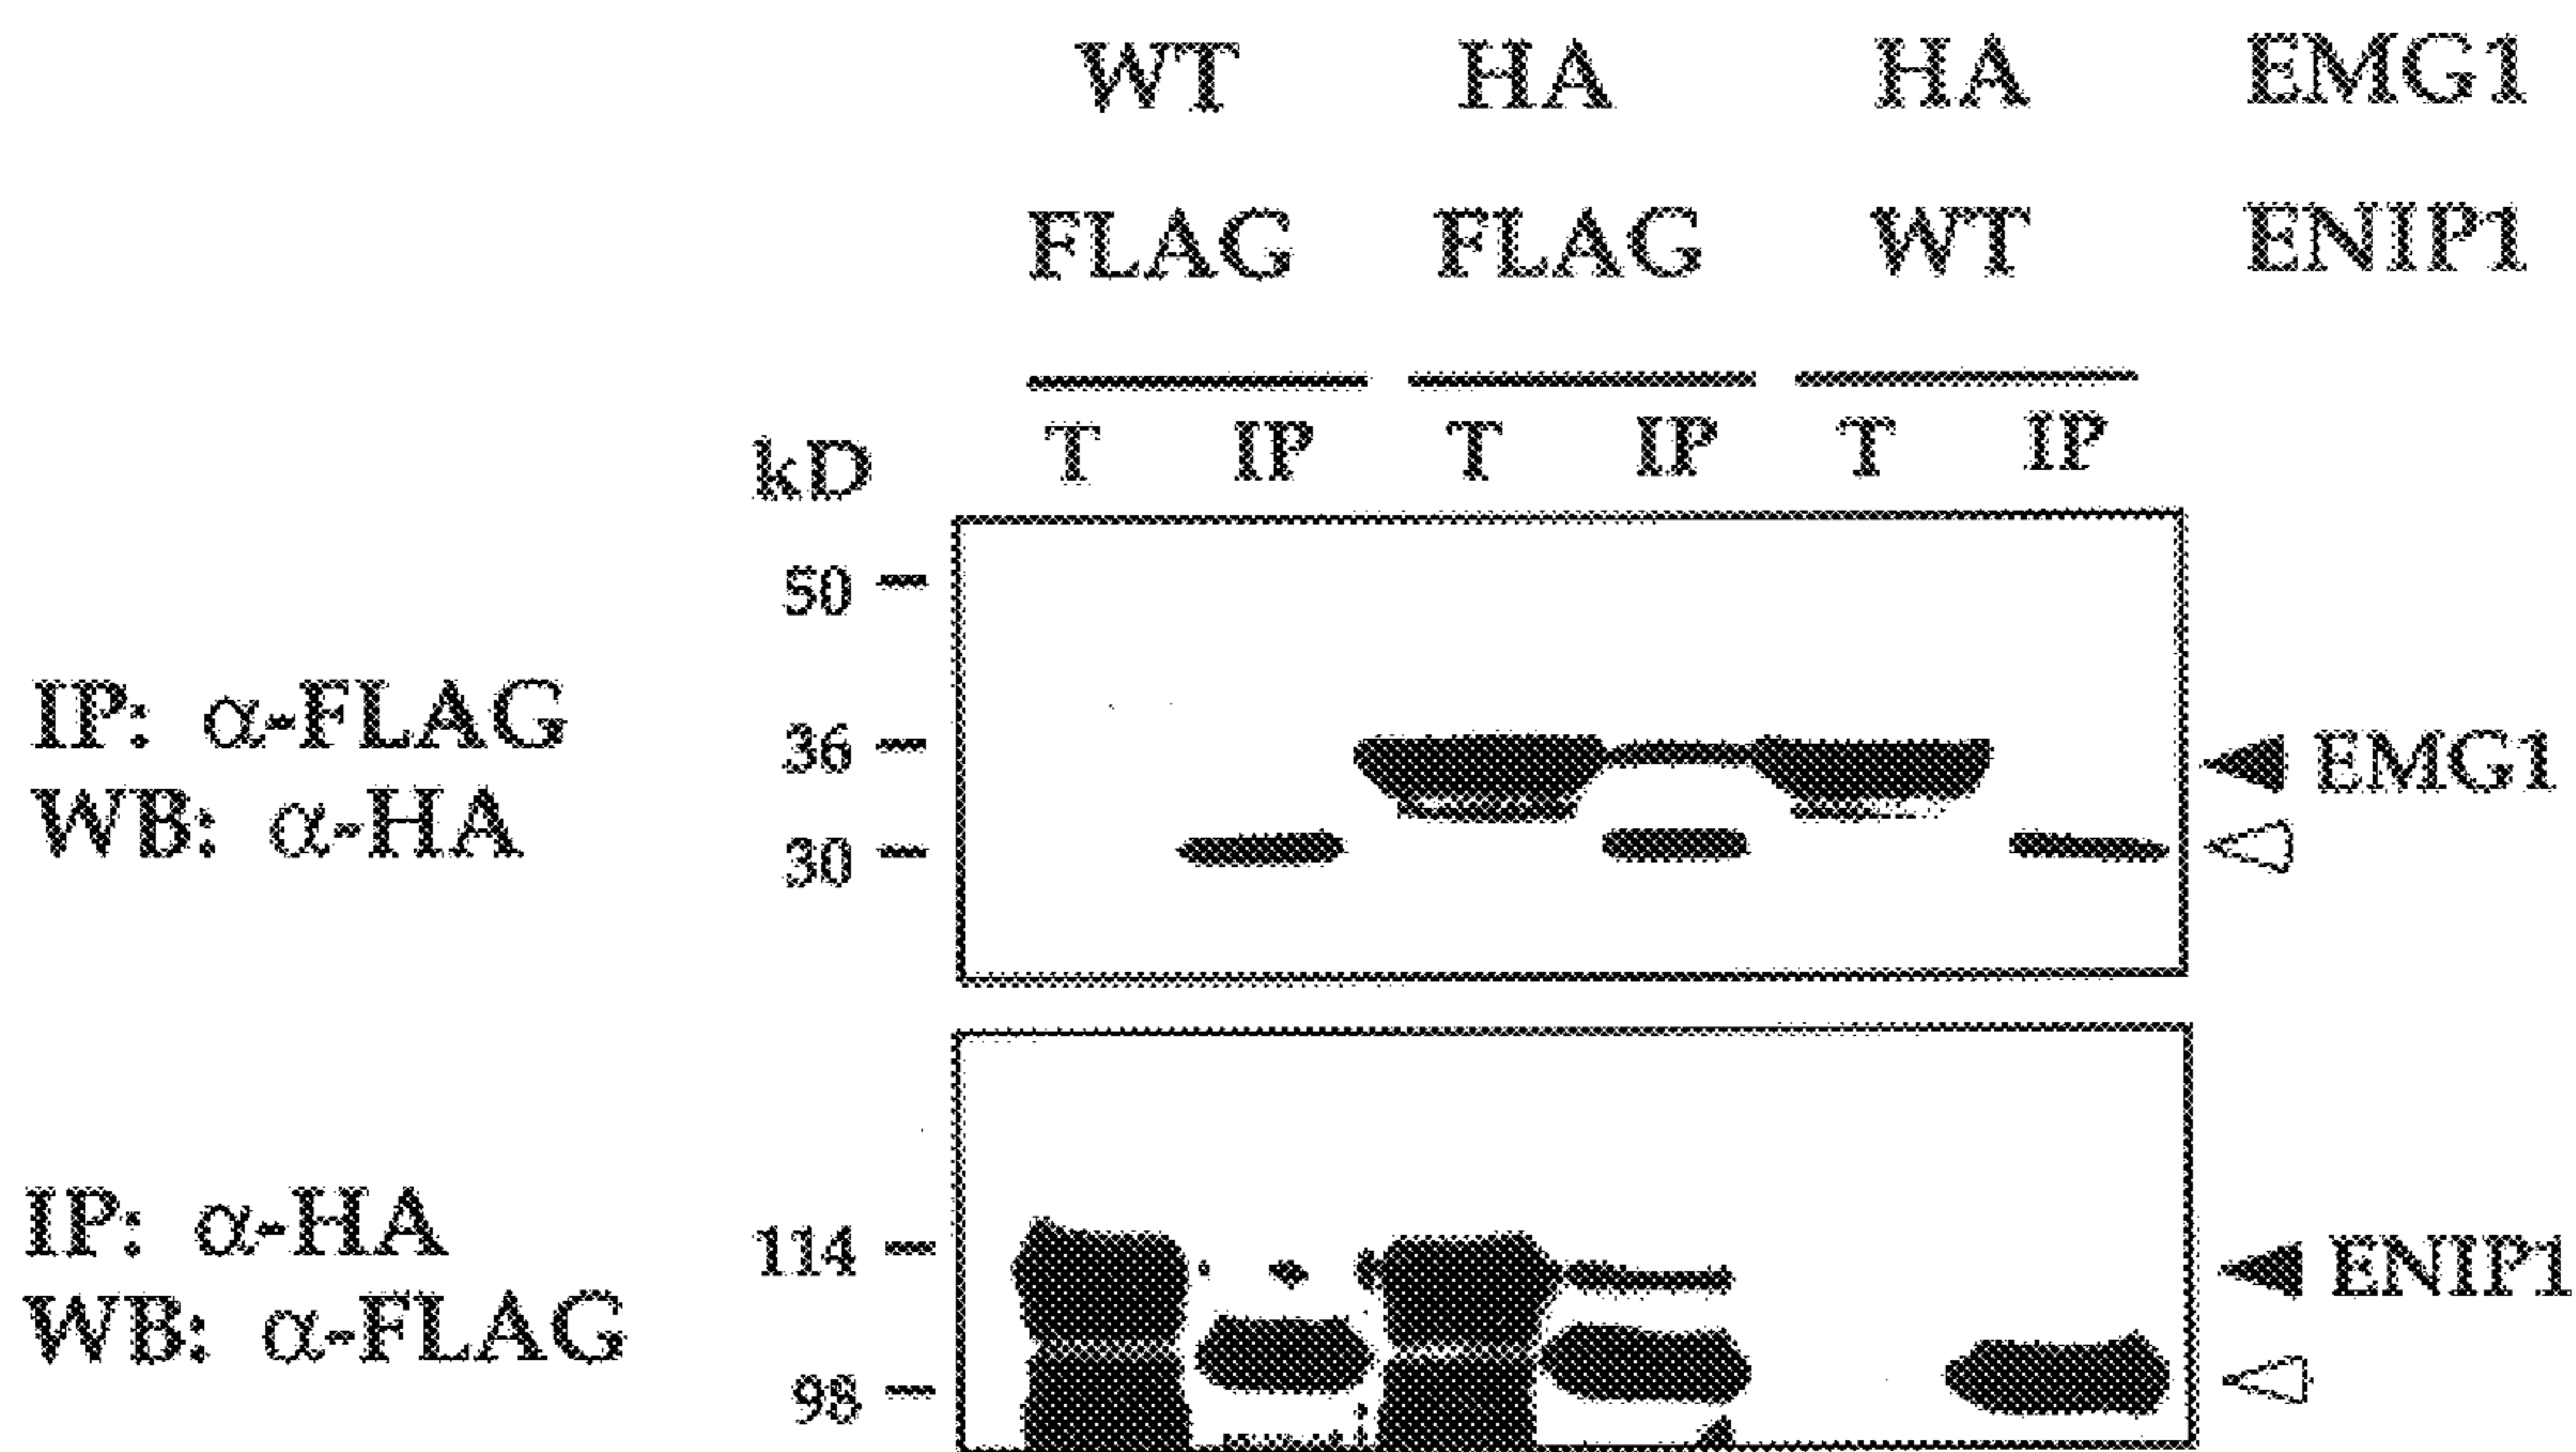 WT HA HA EMG1
FLAG FLAG WT ENIP1
T IP T IP T IP
kD
50
36
30
IP: α-FLAG
WB: α-HA
EMG1
114
98
IP: α-HA
WB: α-FLAG
ENIP1